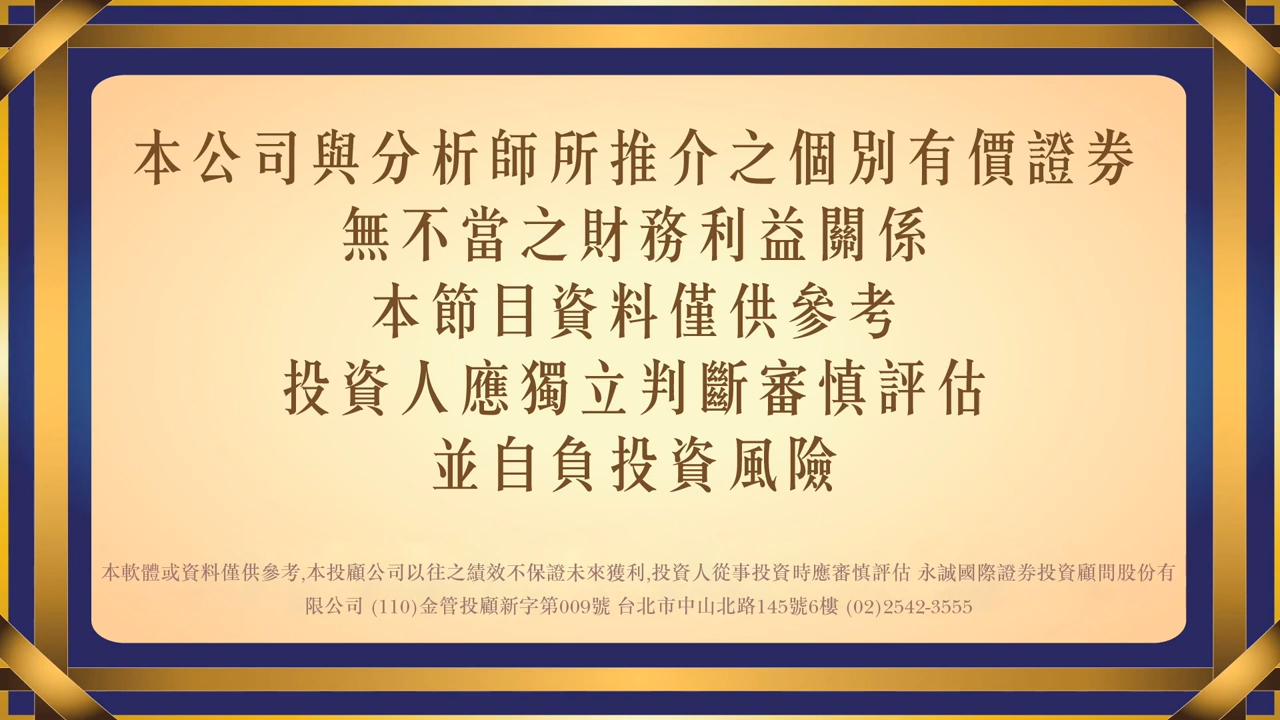 本公司與分析師所推介之個別有價證券
無不當之財務利益關係
本節目資料僅供參考
投資人應獨立判斷審慎評估
並自負投資風險
本軟體或資料僅供參考,本投顧公司以往之績效不保證未來獲利,投資人從事投資時應審慎評估 永誠國際證券投資顧問股份有
限公司 (110)金管投顧新字第009號 台北市中山北路145號6樓 (02)2542-3555